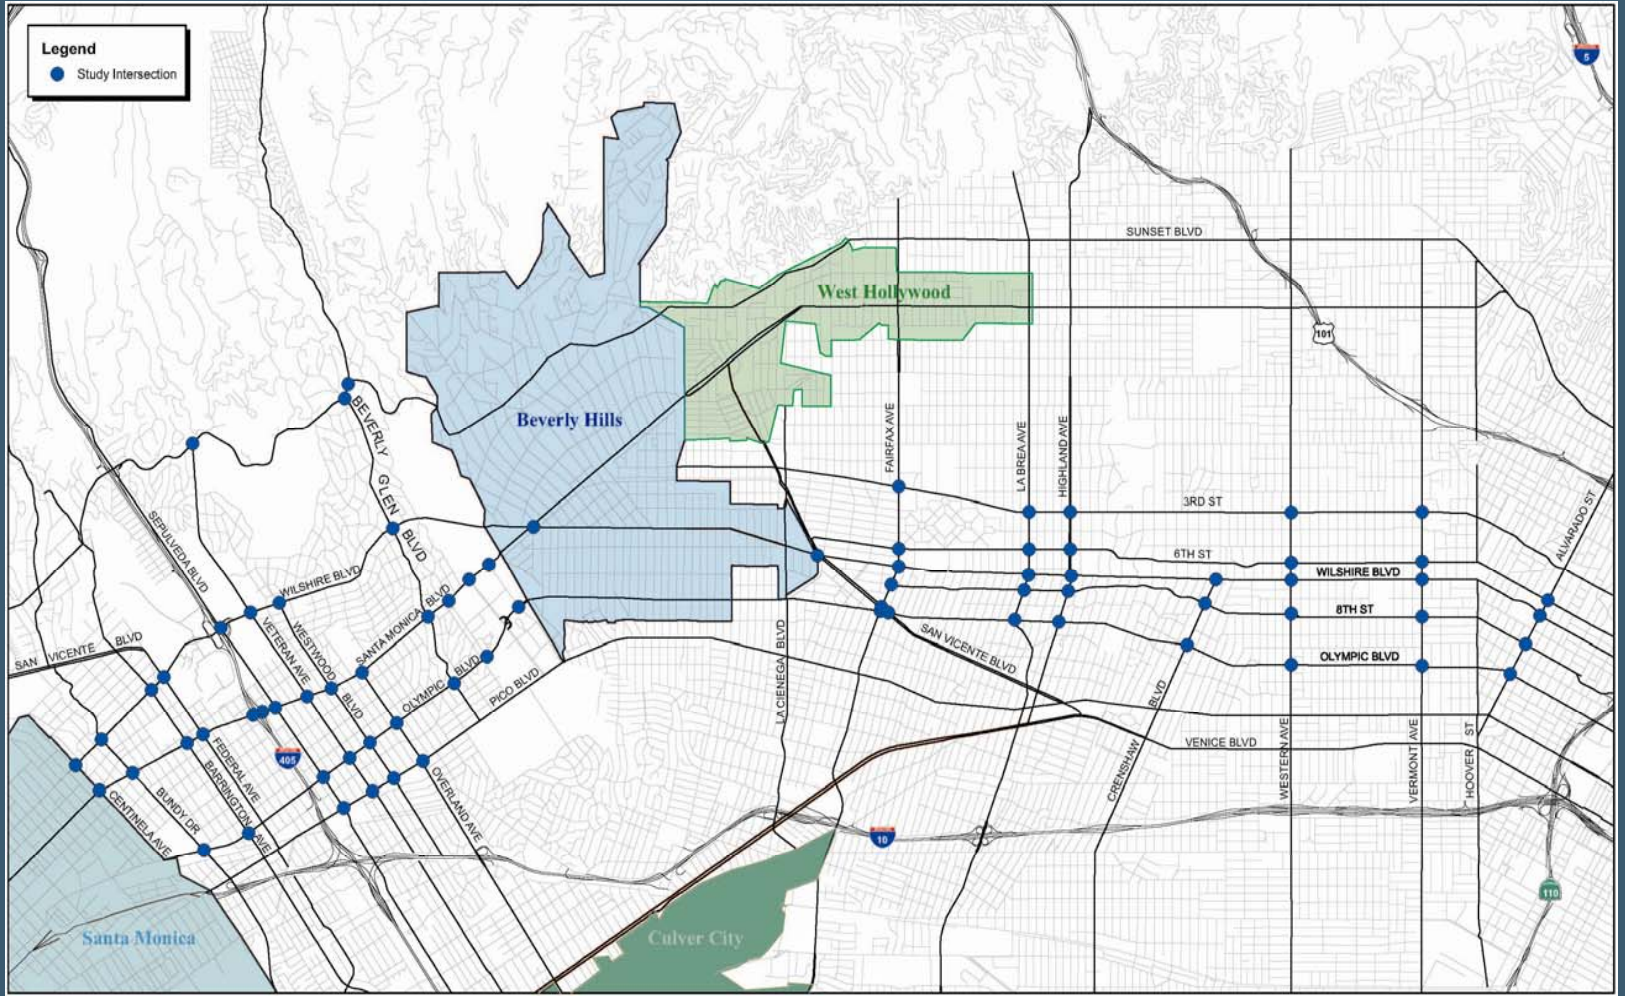 Legend
Study Intersection
5
SUNSET BLVD
West Hollywood
101
Beverly Hills
BEVERLY GLEN BLVD
FAIRFAX AVE
LA BREA AVE
HIGHLAND AVE
3RD ST
ALVARADO ST
SEPULVEDA BLVD
6TH ST
WILSHIRE BLVD
WILSHIRE BLVD
8TH ST
SANTA MONICA BLVD
VETERAN AVE
WESTWOOD BLVD
SAN VICENTE BLVD
SAN VICENTE BLVD
OLYMPIC BLVD
OLYMPIC BLVD
PICO BLVD
LA CIENEGA BLVD
CRENSHAW BLVD
VENICE BLVD
WESTERN AVE
VERMONT AVE
HOOVER ST
405
FEDERAL AVE
BARRINGTON AVE
BUNDY DR
CENTINELA AVE
OVERLAND AVE
10
110
Santa Monica
Culver City